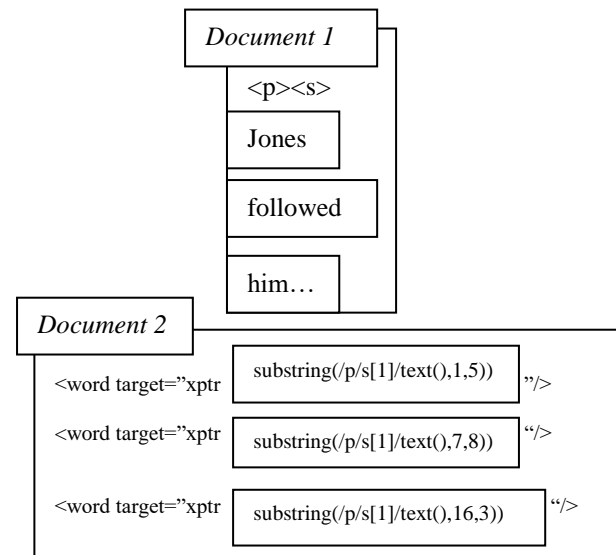 Document 1
<p><s>
Jones
followed
him…
Document 2
<word target=”xptr substring(/p/s[1]/text(),1,5)) ”/>
<word target=”xptr substring(/p/s[1]/text(),7,8)) “/>
<word target=”xptr substring(/p/s[1]/text(),16,3)) “/>